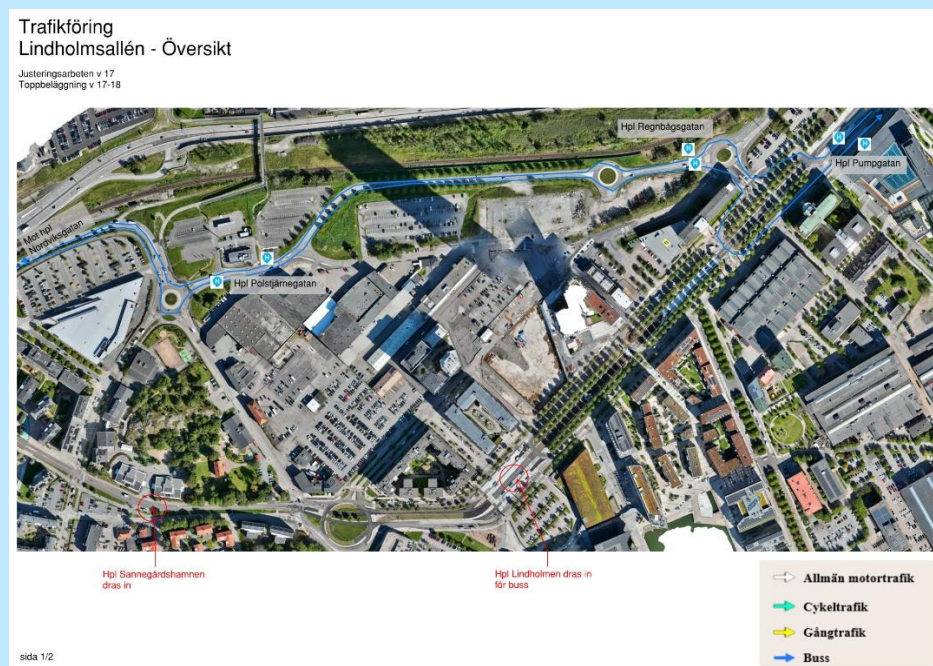 Trafikföring
Lindholmsallén - Översikt
Justeringsarbeten v 17
Toppbeläggning v 17-18
Hpl Regnbågsgatan
H
H
H
H
Hpl Pumpgatan
Mot hpl
Nordviksgatan
H
H
Hpl Polstjärnegatan
Hpl Sannegårdshamnen
dras in
Hpl Lindholmen dras in
för buss
Allmän motortrafik
Cykeltrafik
Gångtrafik
Buss
sida 1/2